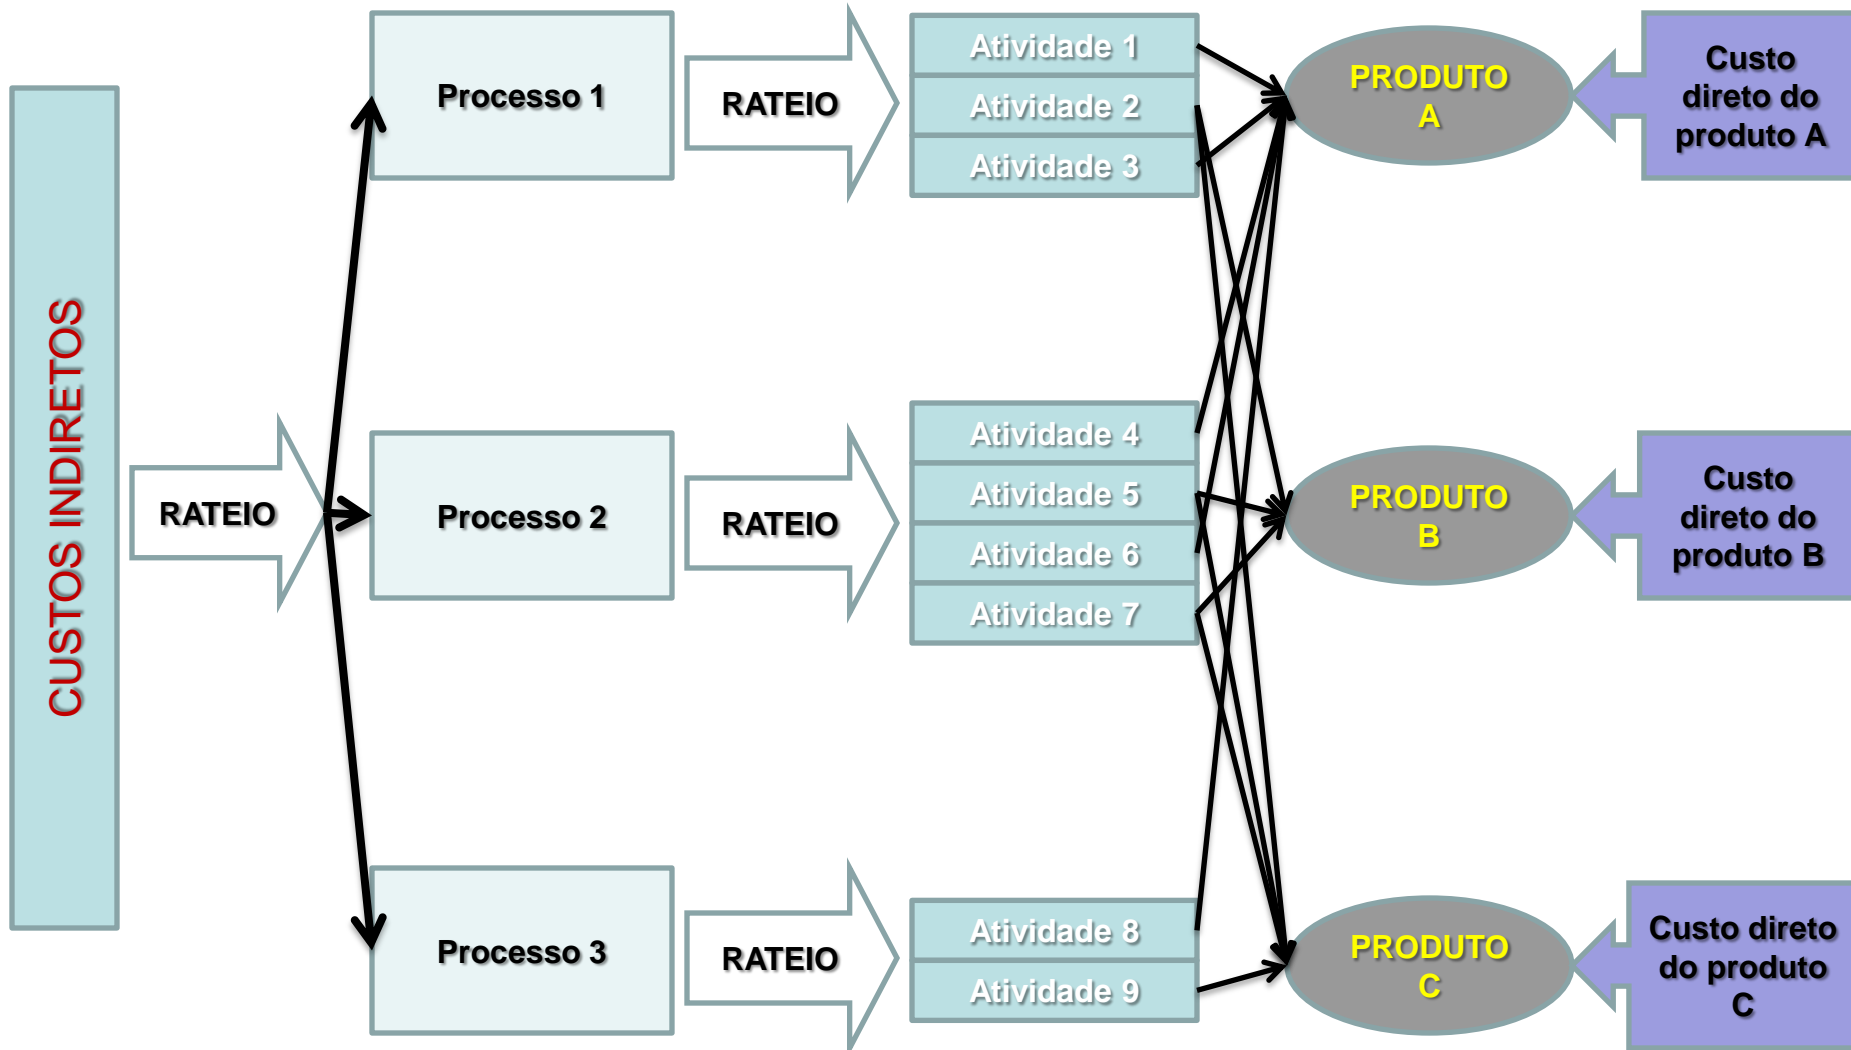 CUSTOS INDIRETOS
RATEIO
Processo 1
RATEIO
Atividade 1
Atividade 2
Atividade 3
PRODUTO
A
Custo
direto do
produto A
Processo 2
RATEIO
Atividade 4
Atividade 5
Atividade 6
Atividade 7
PRODUTO
B
Custo
direto do
produto B
Processo 3
RATEIO
Atividade 8
Atividade 9
PRODUTO
C
Custo direto
do produto
C